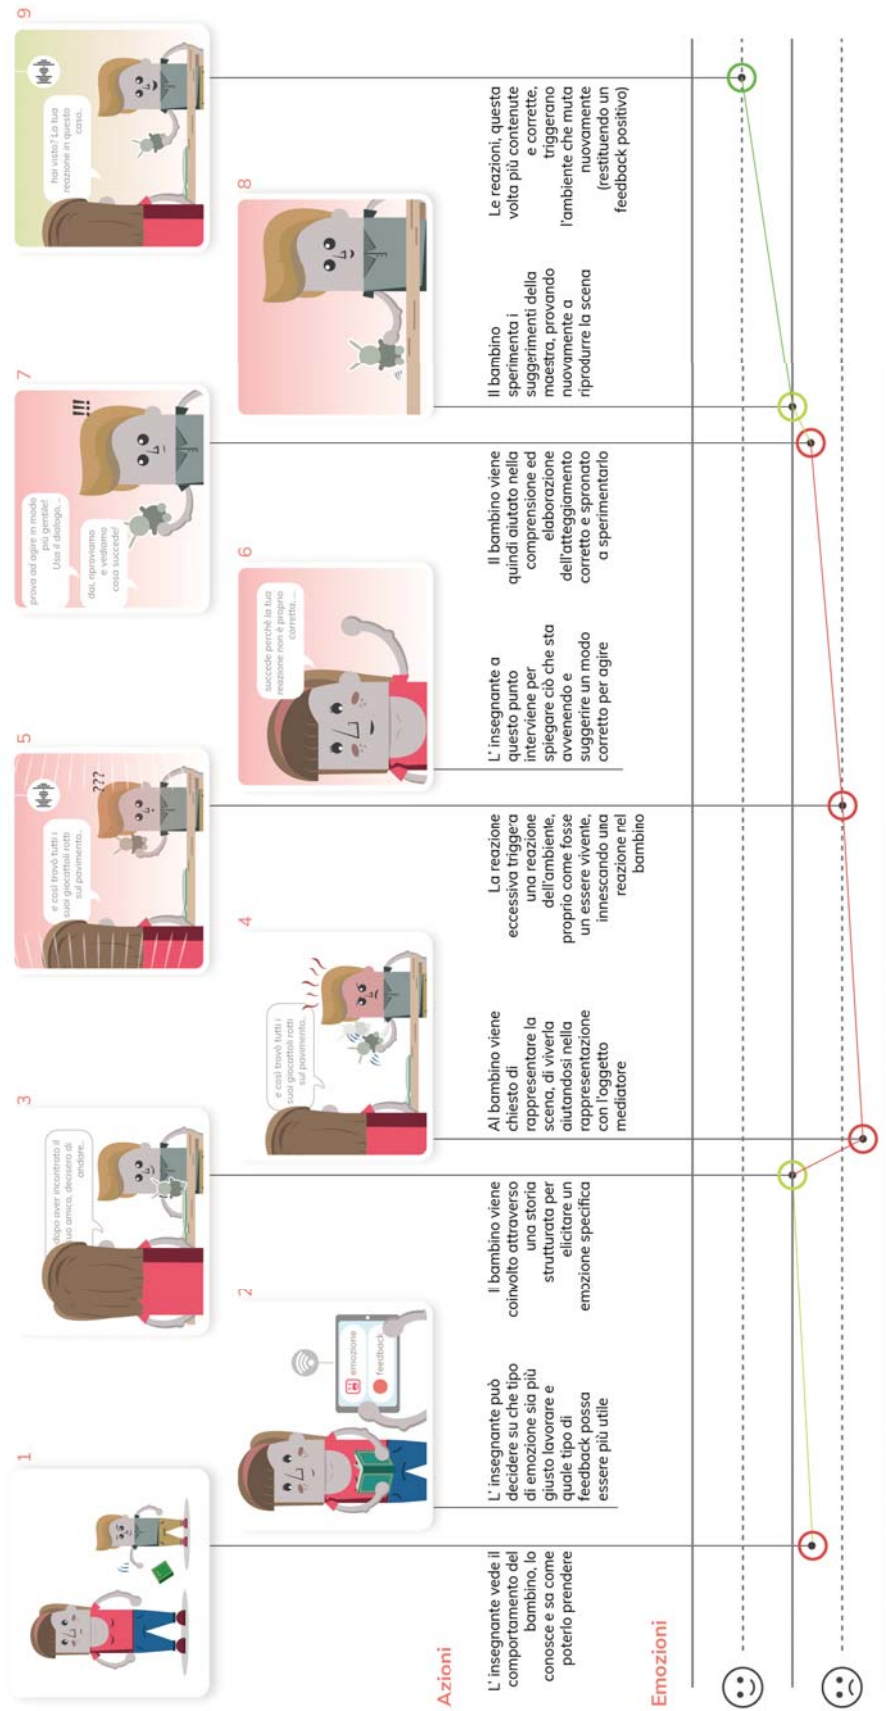 1
2
emozione
feedback
3
dopo aver incontrato il
suo amico, decisero di
andare..
4
e così trovò tutti i
suoi giocattoli rotti
sul pavimento..
5
e così trovò tutti i
suoi giocattoli rotti
sul pavimento..
???
6
succede perchè la tua
reazione non è proprio
corretta, ...
7
prova ad agire in modo
più gentile!
Usa il dialogo, ..
dai, riproviamo
e vediamo
cosa succede!
!!!
8
9
hai visto? La tua
reazione in questo
caso..
Azioni
L'insegnante vede il
comportamento del
bambino, lo
conosce e sa come
poterlo prendere
L'insegnante può
decidere su che tipo
di emozione sia più
giusto lavorare e
quale tipo di
feedback possa
essere più utile
Il bambino viene
coinvolto attraverso
una storia
strutturata per
elicitare un
emozione specifica
Al bambino viene
chiesto di
rappresentare la
scena, di viverla
aiutandosi nella
rappresentazione
con l'oggetto
mediatore
La reazione
eccessiva triggera
una reazione
dell'ambiente,
proprio come fosse
un essere vivente,
innescando una
reazione nel
bambino
L'insegnante a
questo punto
interviene per
spiegare ciò che sta
avvenendo e
suggerire un modo
corretto per agire
Il bambino viene
quindi aiutato nella
comprensione ed
elaborazione
dell'atteggiamento
corretto e spronato
a sperimentarlo
Il bambino
sperimenta i
suggerimenti della
maestra, provando
nuovamente a
riprodurre la scena
Le reazioni, questa
volta più contenute
e corrette,
triggerano
l'ambiente che muta
nuovamente
(restituendo un
feedback positivo)
Emozioni